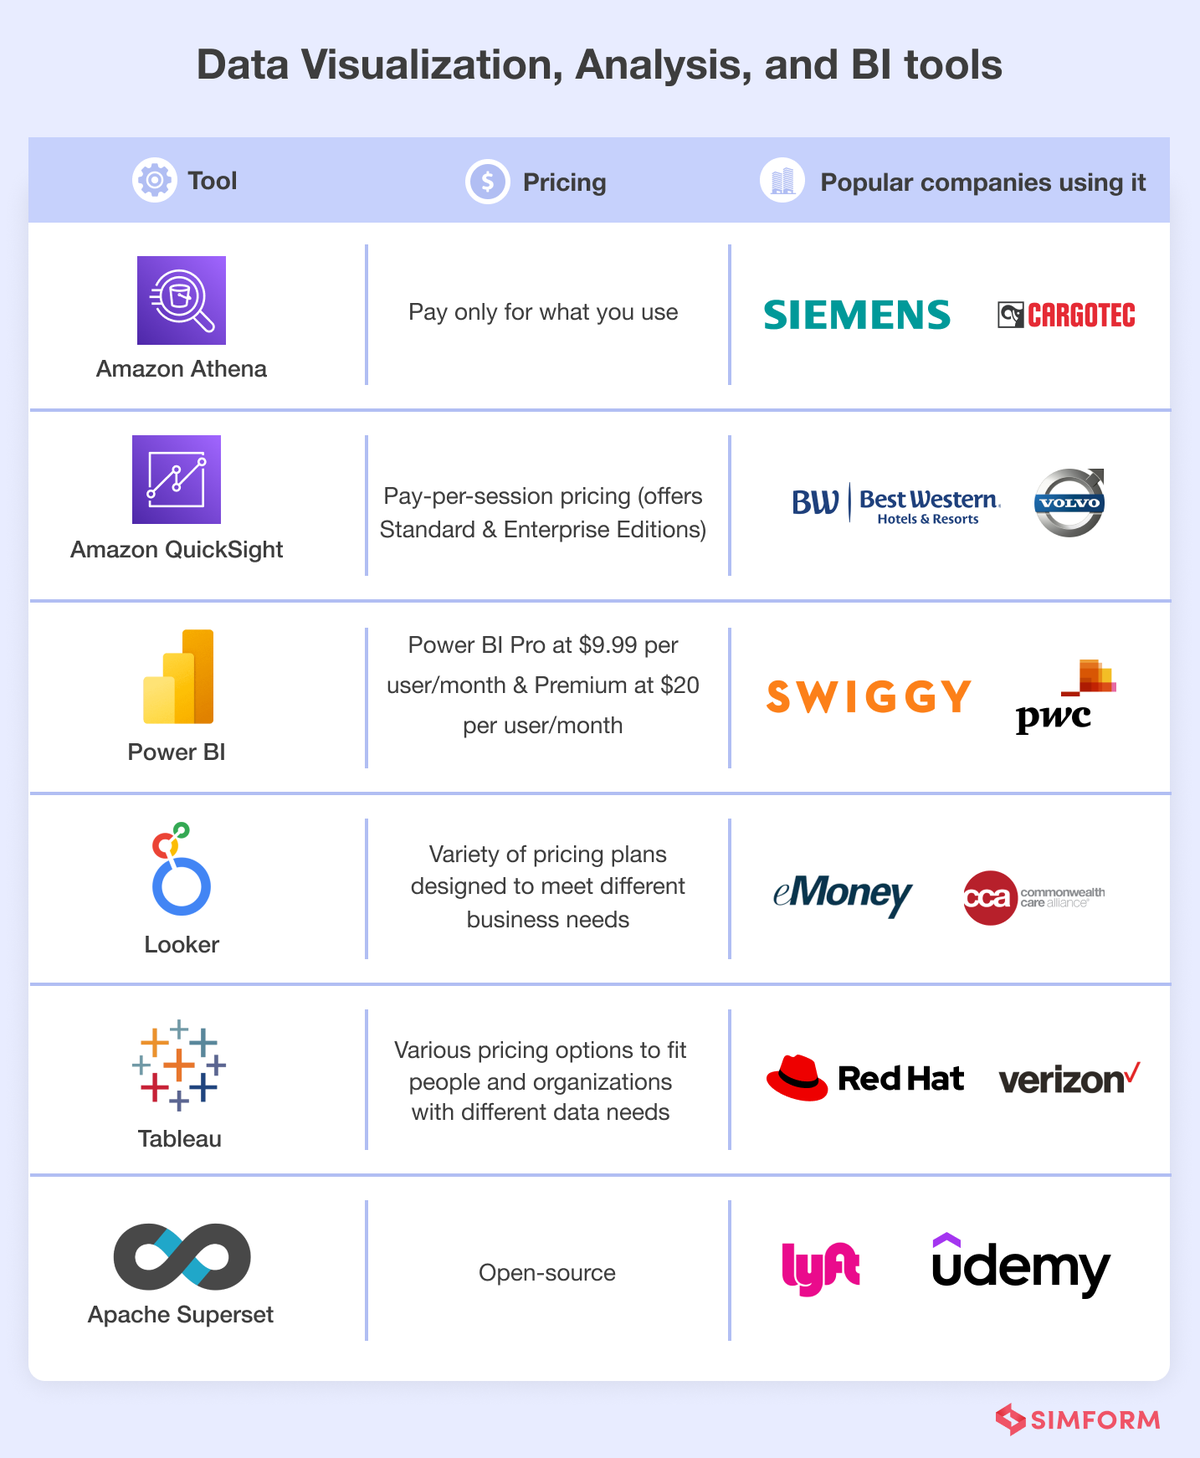 Data Visualization, Analysis, and BI tools
Tool
$
Pricing
Popular companies using it
Amazon Athena
Pay only for what you use
SIEMENS
CARGOTEC
Amazon QuickSight
Pay-per-session pricing (offers
Standard & Enterprise Editions)
BW
Best Western
Hotels & Resorts
VOLVO
Power BI
Power BI Pro at $9.99 per
user/month & Premium at $20
per user/month
SWIGGY
pwc
Looker
Variety of pricing plans
designed to meet different
business needs
eMoney
cca
commonwealth
care alliance®
Tableau
Various pricing options to fit
people and organizations
with different data needs
Red Hat
verizon
Apache Superset
Open-source
lyft
udemy
SIMFORM